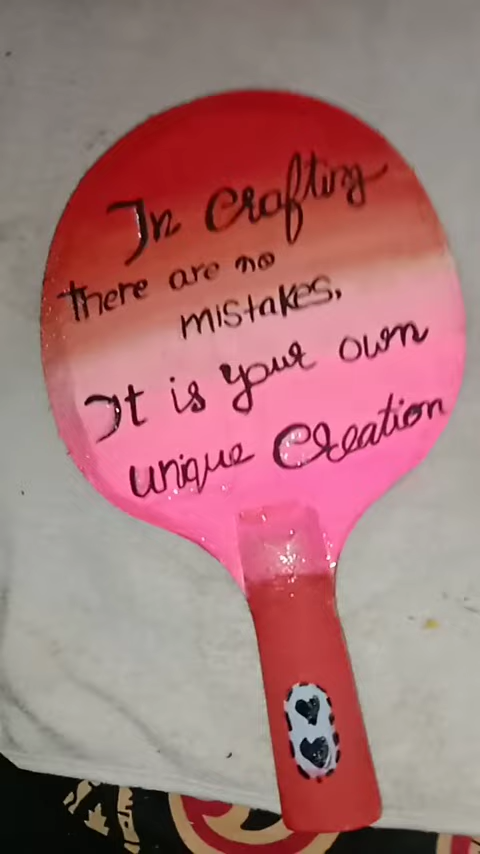 In Crafting
there are no
mistakes.
It is your own
unique Creation